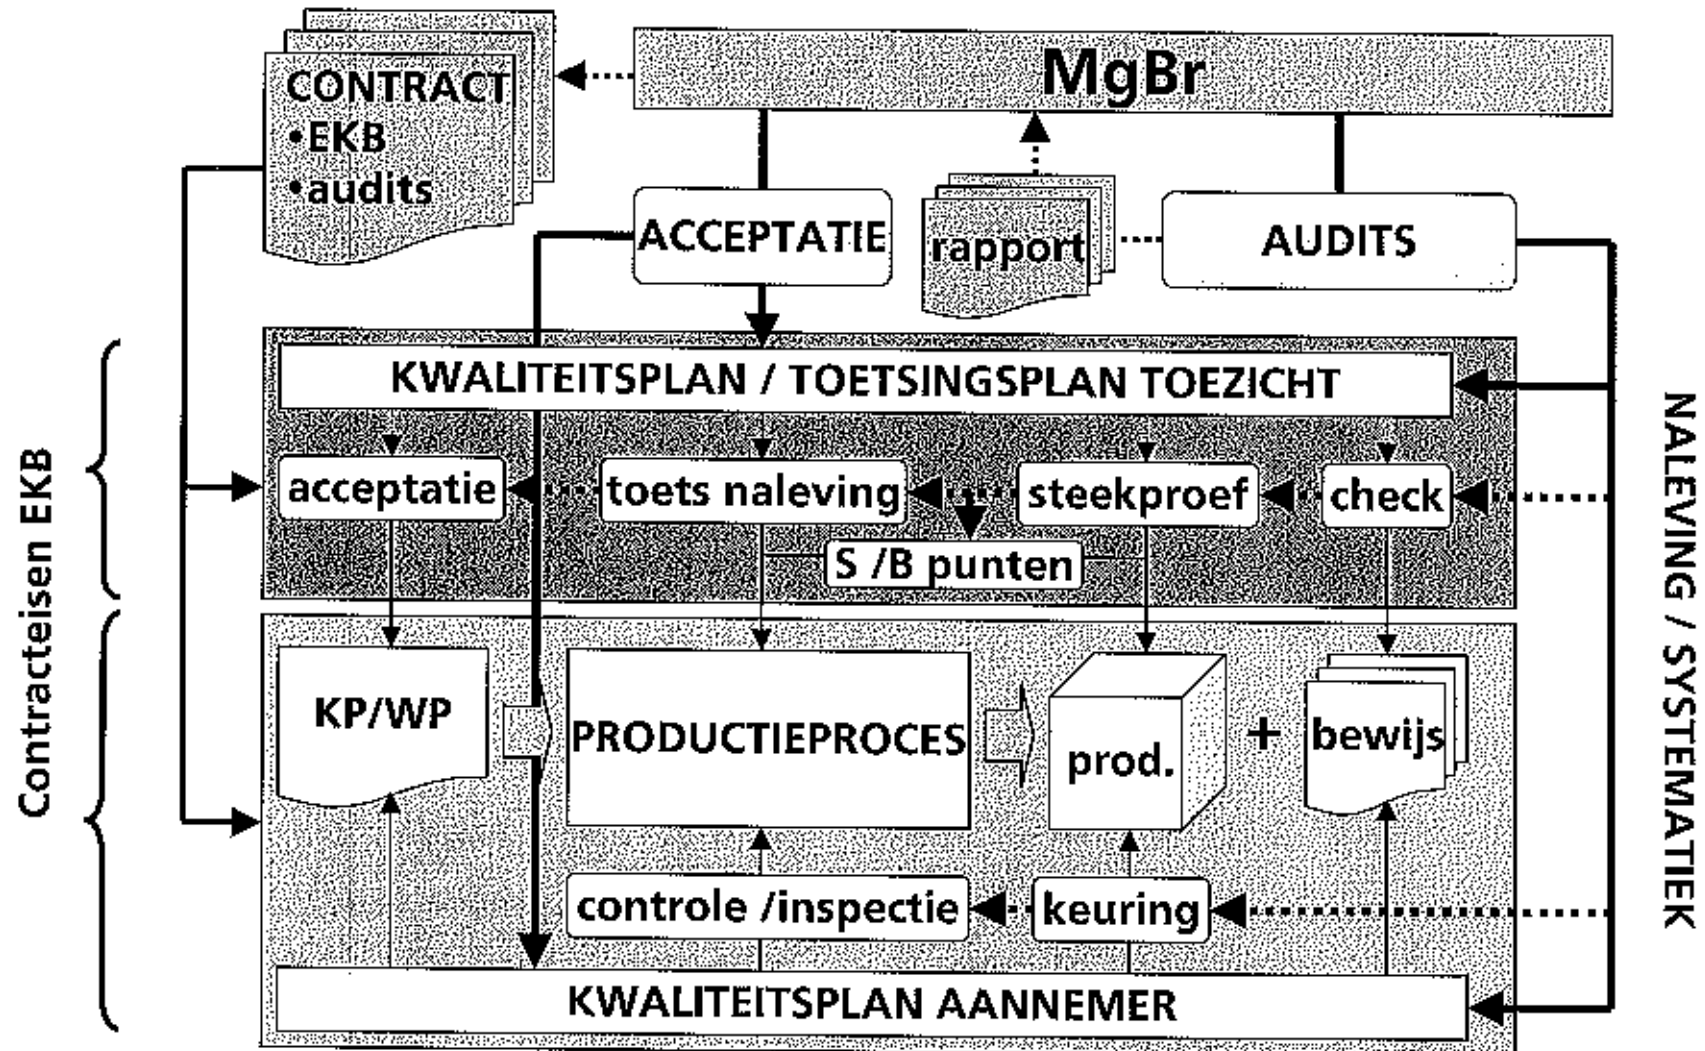 CONTRACT
•EKB
•audits
MgBr
ACCEPTATIE
rapport
AUDITS
KWALITEITSPLAN / TOETSINGSPLAN TOEZICHT
acceptatie
toets naleving
steekproef
check
S /B punten
Contracteisen EKB
NALEVING / SYSTEMATIEK
KP/WP
PRODUCTIEPROCES
prod.
+
bewijs
controle /inspectie
keuring
KWALITEITSPLAN AANNEMER